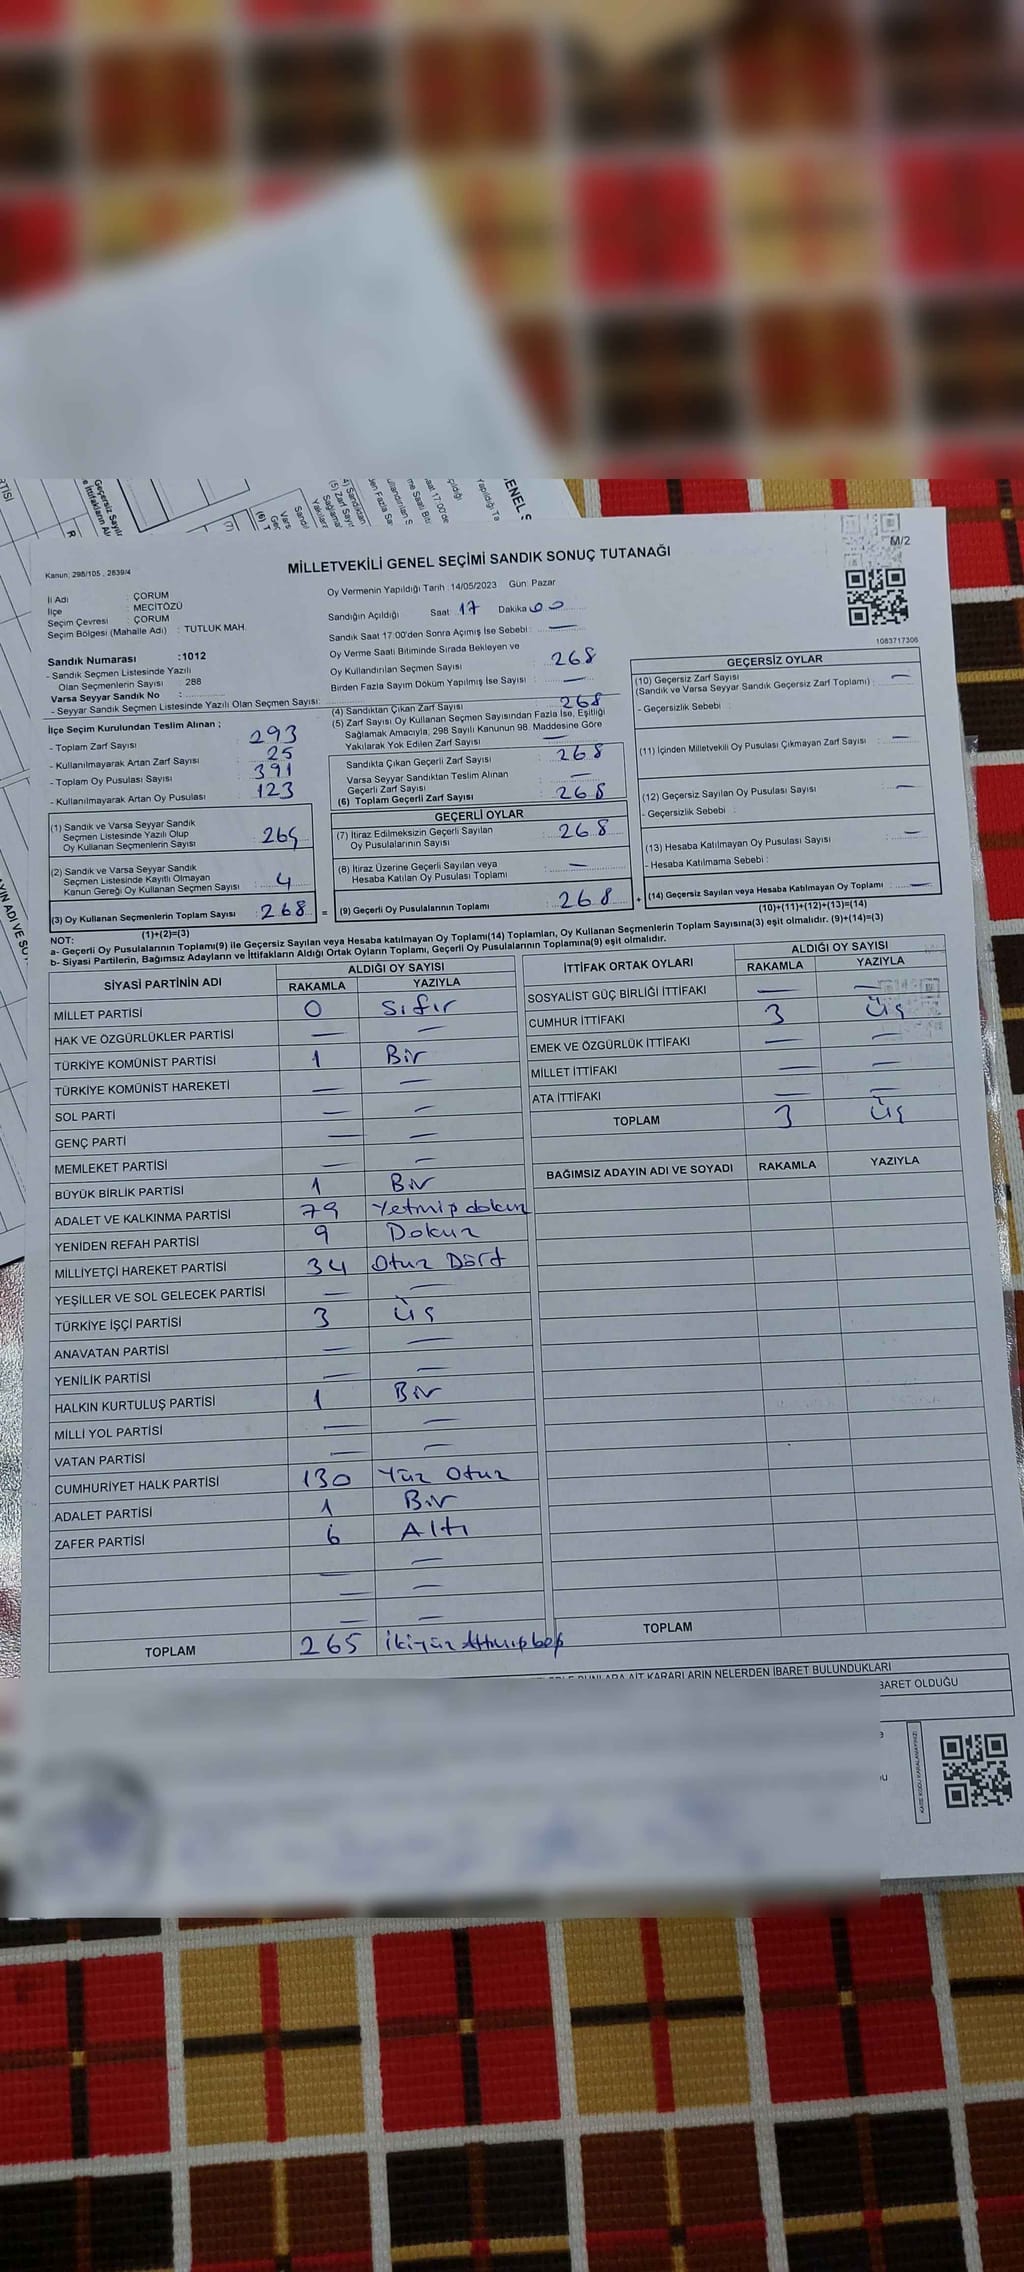 MİLLETVEKİLİ GENEL SEÇİMİ SANDIK SONUÇ TUTANAĞI
M/2
Kanun: 298/105 , 2839/4
İl Adı : ÇORUM
İlçe : MECİTÖZÜ
Seçim Çevresi : ÇORUM
Seçim Bölgesi (Mahalle Adı) : TUTLUK MAH.
Oy Vermenin Yapıldığı Tarih : 14/05/2023 Gün: Pazar
Sandığın Açıldığı Saat 17 Dakika 00
Sandık Saat 17:00'den Sonra Açımış İse Sebebi : —
Oy Verme Saati Bitiminde Sırada Bekleyen ve
Oy Kullandırılan Seçmen Sayısı : 268
Birden Fazla Sayım Döküm Yapılmış İse Sayısı : —
1083717306
Sandık Numarası : 1012
- Sandık Seçmen Listesinde Yazılı
Olan Seçmenlerin Sayısı 288
Varsa Seyyar Sandık No :
- Seyyar Sandık Seçmen Listesinde Yazılı Olan Seçmen Sayısı:
İlçe Seçim Kurulundan Teslim Alınan ;
- Toplam Zarf Sayısı : 293
- Kullanılmayarak Artan Zarf Sayısı : 25
- Toplam Oy Pusulası Sayısı : 391
- Kullanılmayarak Artan Oy Pusulası : 123
(1) Sandık ve Varsa Seyyar Sandık
Seçmen Listesinde Yazılı Olup
Oy Kullanan Seçmenlerin Sayısı
(2) Sandık ve Varsa Seyyar Sandık
Seçmen Listesinde Kayıtlı Olmayan
Kanun Gereği Oy Kullanan Seçmen Sayısı : 4
(3) Oy Kullanan Seçmenlerin Toplam Sayısı : 268 =
(1)+(2)=(3)
(4) Sandıktan Çıkan Zarf Sayısı : 268
(5) Zarf Sayısı Oy Kullanan Seçmen Sayısından Fazla İse, Eşitliği
Sağlamak Amacıyla; 298 Sayılı Kanunun 98. Maddesine Göre
Yakılarak Yok Edilen Zarf Sayısı : —
Sandıkta Çıkan Geçerli Zarf Sayısı : 268
Varsa Seyyar Sandıktan Teslim Alınan
Geçerli Zarf Sayısı : —
(6) Toplam Geçerli Zarf Sayısı : 268
GEÇERLİ OYLAR
(7) İtiraz Edilmeksizin Geçerli Sayılan
Oy Pusulalarının Sayısı : 268
(8) İtiraz Üzerine Geçerli Sayılan veya
Hesaba Katılan Oy Pusulası Toplamı : —
(9) Geçerli Oy Pusulalarının Toplamı : 268 +
GEÇERSİZ OYLAR
(10) Geçersiz Zarf Sayısı
(Sandık ve Varsa Seyyar Sandık Geçersiz Zarf Toplamı) : —
- Geçersizlik Sebebi :
(11) İçinden Milletvekili Oy Pusulası Çıkmayan Zarf Sayısı : —
(12) Geçersiz Sayılan Oy Pusulası Sayısı : —
- Geçersizlik Sebebi :
(13) Hesaba Katılmayan Oy Pusulası Sayısı : —
- Hesaba Katılmama Sebebi :
(14) Geçersiz Sayılan veya Hesaba Katılmayan Oy Toplamı : —
(10)+(11)+(12)+(13)=(14)
NOT:
a- Geçerli Oy Pusulalarının Toplamı(9) ile Geçersiz Sayılan veya Hesaba katılmayan Oy Toplamı(14) Toplamları, Oy Kullanan Seçmenlerin Toplam Sayısına(3) eşit olmalıdır. (9)+(14)=(3)
b- Siyasi Partilerin, Bağımsız Adayların ve İttifakların Aldığı Ortak Oyların Toplamı, Geçerli Oy Pusulalarının Toplamına(9) eşit olmalıdır.
SİYASİ PARTİNİN ADI ALDIĞI OY SAYISI
RAKAMLA YAZIYLA
MİLLET PARTİSİ 0 Sıfır
HAK VE ÖZGÜRLÜKLER PARTİSİ — —
TÜRKİYE KOMÜNİST PARTİSİ 1 Bir
TÜRKİYE KOMÜNİST HAREKETİ — —
SOL PARTİ — —
GENÇ PARTİ — —
MEMLEKET PARTİSİ — —
BÜYÜK BİRLİK PARTİSİ 1 Bir
ADALET VE KALKINMA PARTİSİ 79 Yetmiş dokuz
YENİDEN REFAH PARTİSİ 9 Dokuz
MİLLİYETÇİ HAREKET PARTİSİ 34 Otuz Dört
YEŞİLLER VE SOL GELECEK PARTİSİ — —
TÜRKİYE İŞÇİ PARTİSİ 3 Üç
ANAVATAN PARTİSİ — —
YENİLİK PARTİSİ — —
HALKIN KURTULUŞ PARTİSİ 1 Bir
MİLLİ YOL PARTİSİ — —
VATAN PARTİSİ — —
CUMHURİYET HALK PARTİSİ 130 Yüz Otuz
ADALET PARTİSİ 1 Bir
ZAFER PARTİSİ 6 Altı
— —
— —
— —
TOPLAM 265 İkiyüz Altmışbeş
İTTİFAK ORTAK OYLARI ALDIĞI OY SAYISI
RAKAMLA YAZIYLA
SOSYALİST GÜÇ BİRLİĞİ İTTİFAKI — —
CUMHUR İTTİFAKI 3 Üç
EMEK VE ÖZGÜRLÜK İTTİFAKI — —
MİLLET İTTİFAKI — —
ATA İTTİFAKI — —
TOPLAM 3 Üç
BAĞIMSIZ ADAYIN ADI VE SOYADI RAKAMLA YAZIYLA
TOPLAM
BUNLARA AİT KARARLARIN NELERDEN İBARET BULUNDUKLARI
BARET OLDUĞU